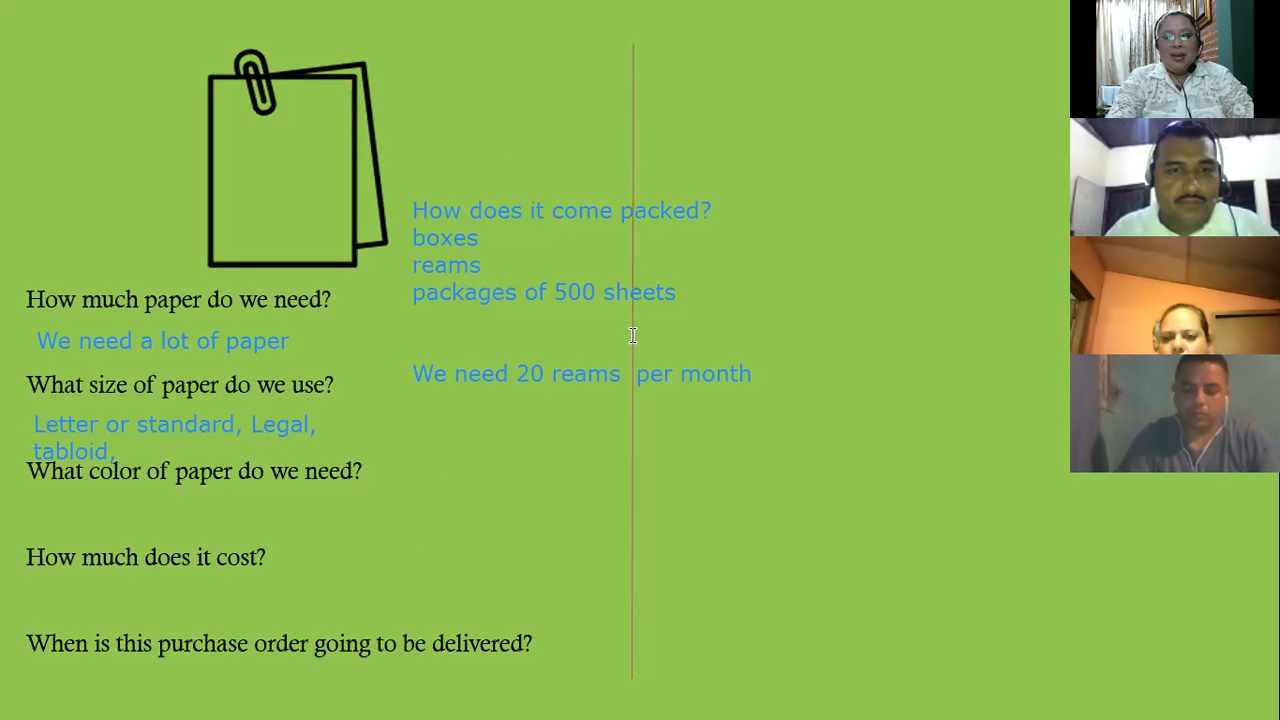 How does it come packed?
boxes
reams
packages of 500 sheets
How much paper do we need?
We need a lot of paper
What size of paper do we use?
We need 20 reams  per month
Letter or standard, Legal,
tabloid,
What color of paper do we need?
How much does it cost?
When is this purchase order going to be delivered?